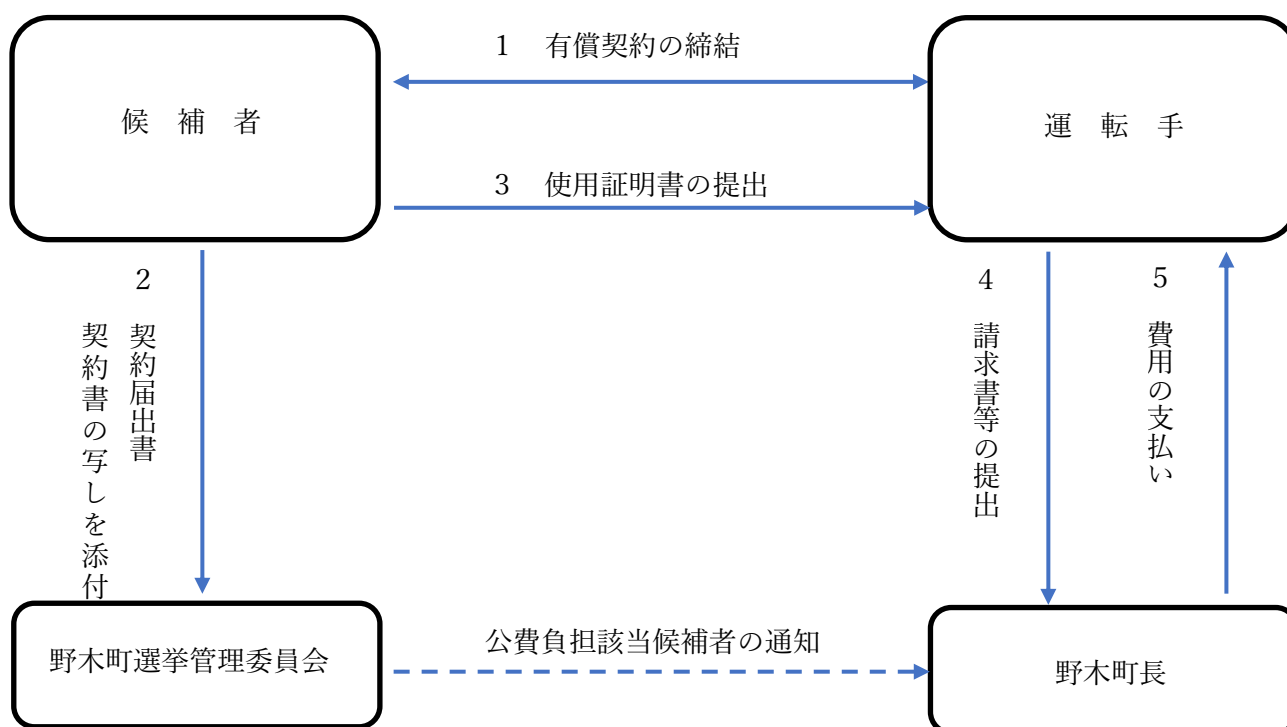 1　有償契約の締結
候　補　者
運　転　手
3　使用証明書の提出
2　契約届出書
契約書の写しを添付
4　請求書等の提出
5　費用の支払い
公費負担該当候補者の通知
野木町選挙管理委員会
野木町長